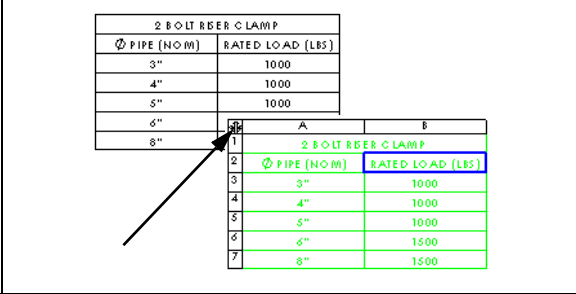 2 BOLT RISER CLAMP
Ø PIPE (NOM) RATED LOAD (LBS)
3" 1000
4" 1000
5" 1000
6"
8"
A B
1 2 BOLT RISER CLAMP
2 Ø PIPE (NOM) RATED LOAD (LBS)
3 3" 1000
4 4" 1000
5 5" 1000
6 6" 1500
7 8" 1500